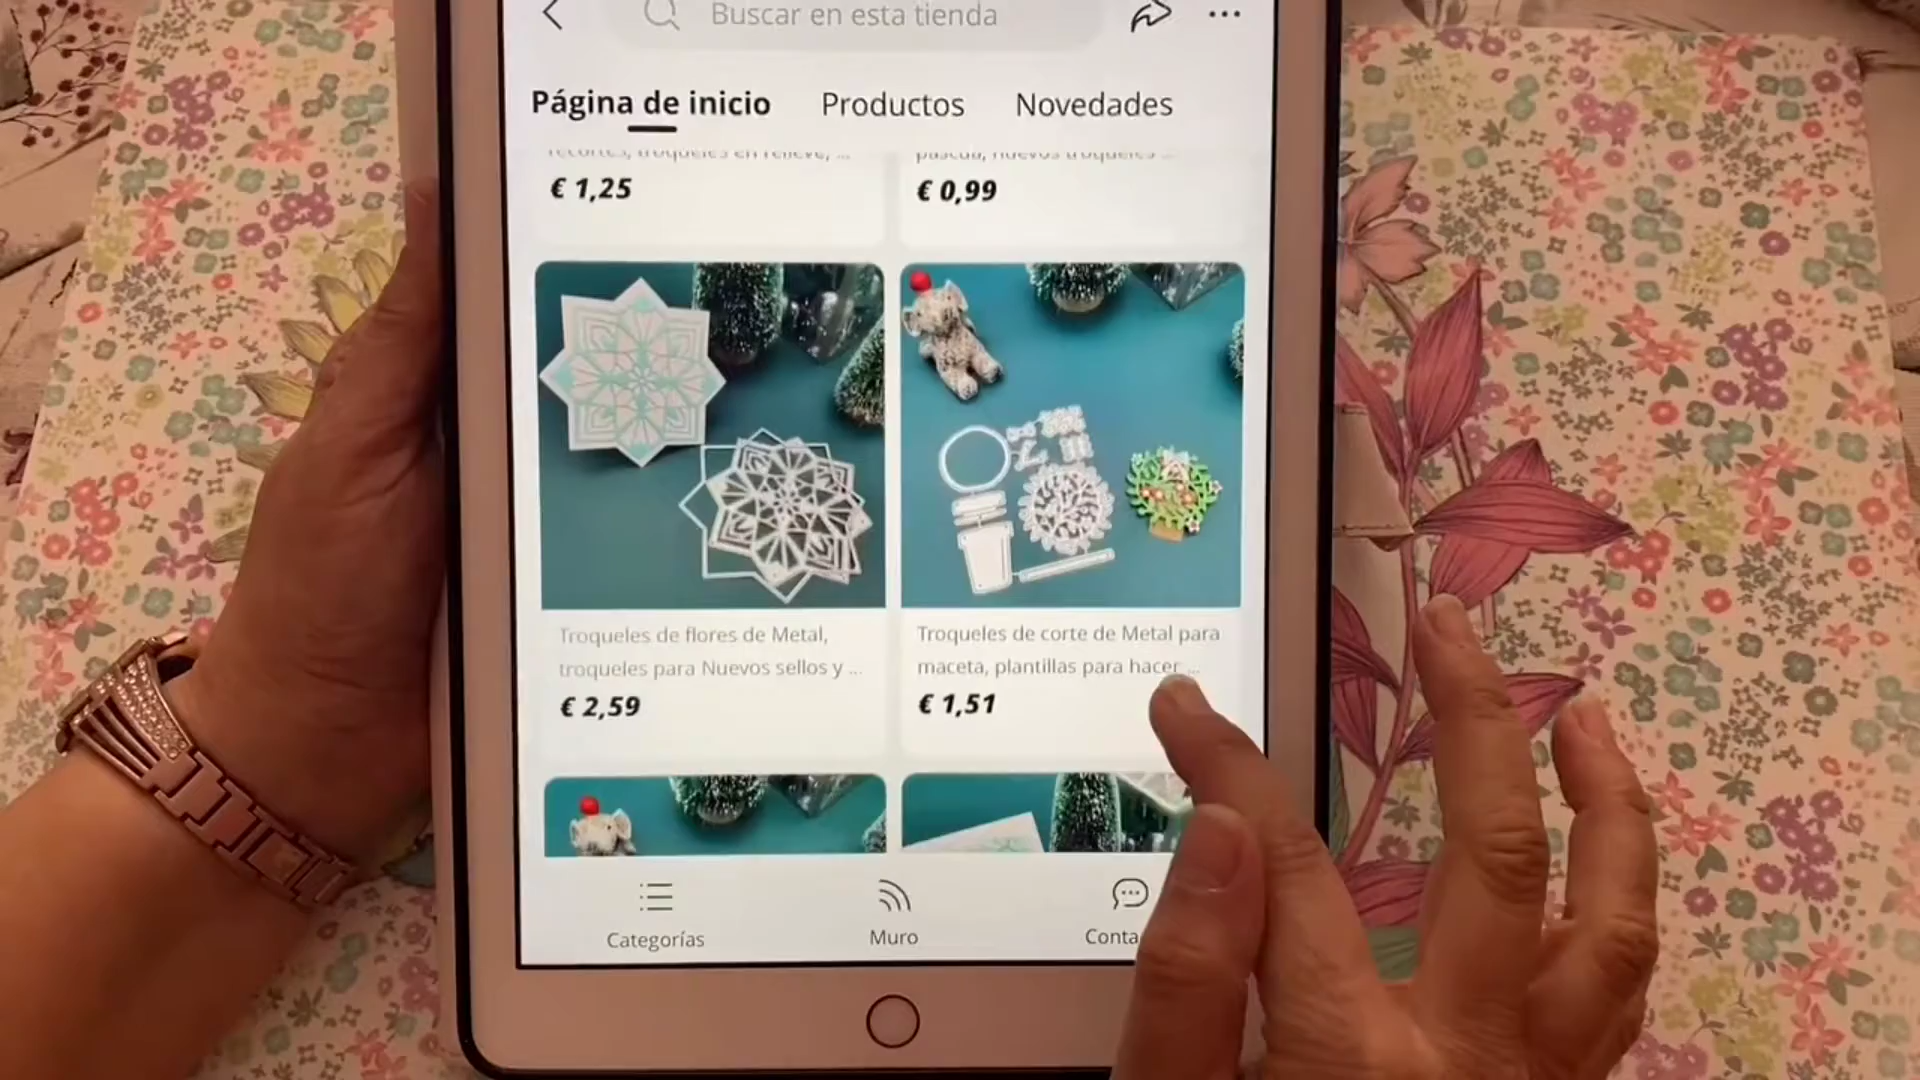 Buscar en esta tienda
Página de inicio
Productos
Novedades
recortes, troqueles en relieve, ...
pascua, nuevos troqueles ...
€ 1,25
€ 0,99
Troqueles de flores de Metal,
troqueles para Nuevos sellos y ...
€ 2,59
Troqueles de corte de Metal para
maceta, plantillas para hacer ...
€ 1,51
Categorías
Muro
Conta